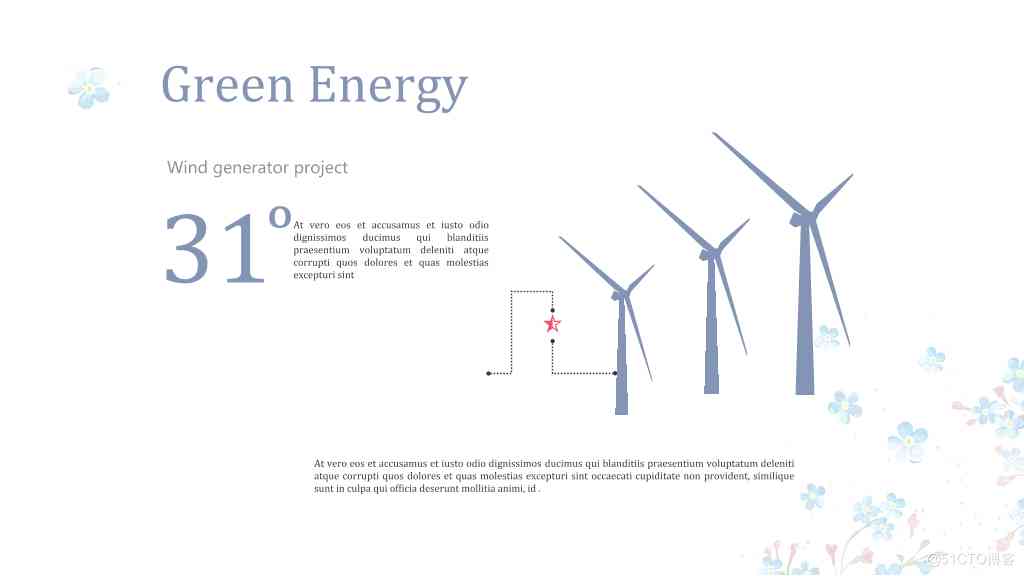 Green Energy
Wind generator project
31º
At vero eos et accusamus et iusto odio
dignissimos ducimus qui blanditiis
praesentium voluptatum deleniti atque
corrupti quos dolores et quas molestias
excepturi sint
At vero eos et accusamus et iusto odio dignissimos ducimus qui blanditiis praesentium voluptatum deleniti
atque corrupti quos dolores et quas molestias excepturi sint occaecati cupiditate non provident, similique
sunt in culpa qui officia deserunt mollitia animi, id .
@51CTO博客